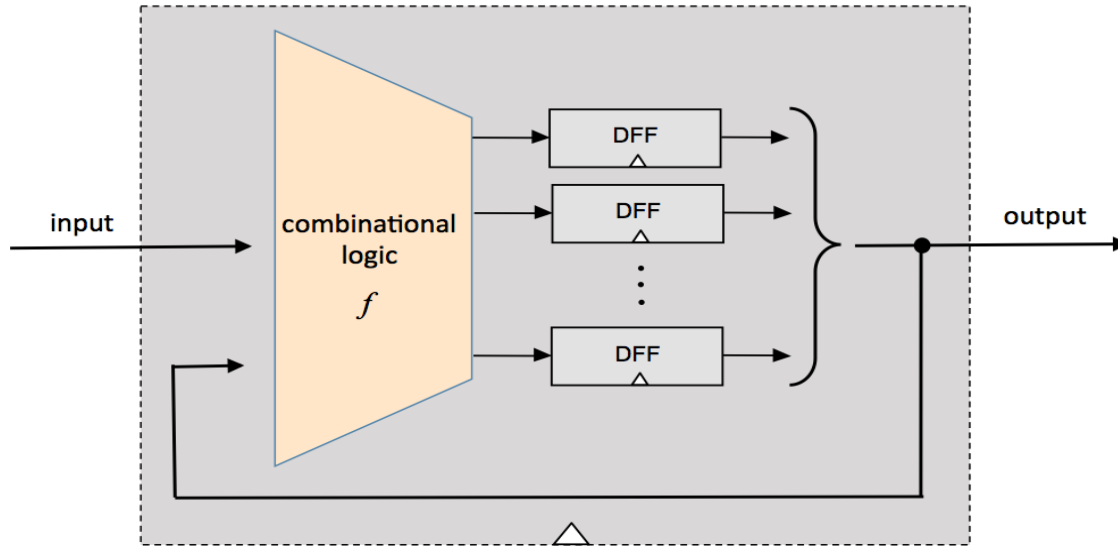 DFF
DFF
input
combinational
logic
f
output
DFF